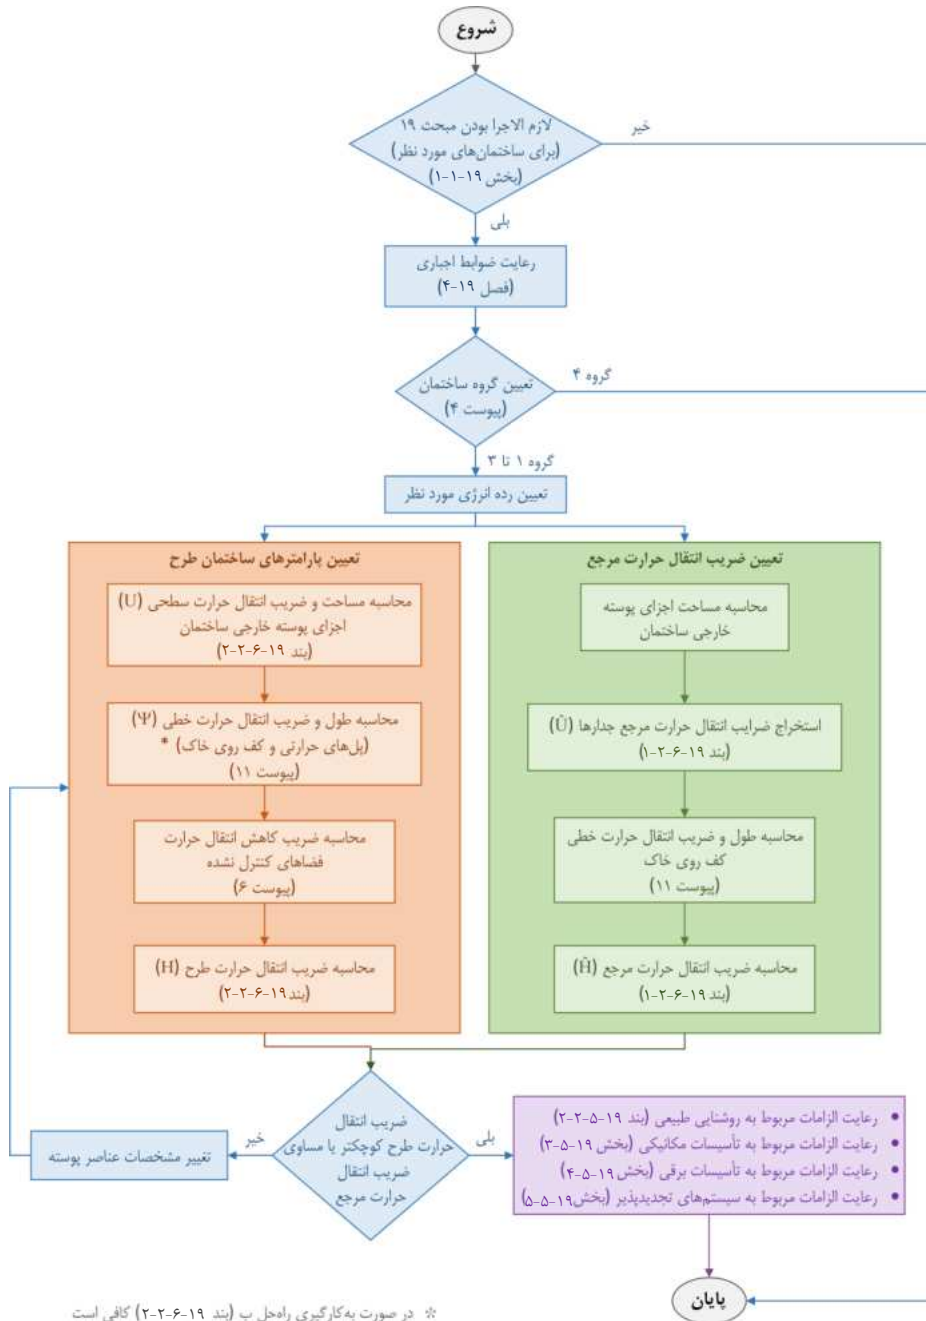 شروع
لازم الاجرا بودن مبحث ۱۹
(برای ساختمان‌های مورد نظر)
(بخش ۱۹-۱-۱)
خیر
بلی
رعایت ضوابط اجباری
(فصل ۱۹-۴)
تعیین گروه ساختمان
(پیوست ۴)
گروه ۴
گروه ۱ تا ۳
تعیین رده انرژی مورد نظر
تعیین ضریب انتقال حرارت مرجع
محاسبه مساحت اجزای پوسته
خارجی ساختمان
استخراج ضرایب انتقال حرارت مرجع جدارها (Û)
(بند ۱۹-۶-۲-۱)
محاسبه طول و ضریب انتقال حرارت خطی
کف روی خاک
(پیوست ۱۱)
محاسبه ضریب انتقال حرارت مرجع (Ĥ)
(بند ۱۹-۶-۲-۱)
تعیین پارامترهای ساختمان طرح
محاسبه مساحت و ضریب انتقال حرارت سطحی (U)
اجزای پوسته خارجی ساختمان
(بند ۱۹-۶-۲-۲)
محاسبه طول و ضریب انتقال حرارت خطی (Ψ)
(پل‌های حرارتی و کف روی خاک) *
(پیوست ۱۱)
محاسبه ضریب کاهش انتقال حرارت
فضاهای کنترل نشده
(پیوست ۶)
محاسبه ضریب انتقال حرارت طرح (H)
(بند ۱۹-۶-۲-۲)
ضریب انتقال
حرارت طرح کوچکتر یا مساوی
ضریب انتقال
حرارت مرجع
بلی
خیر
تغییر مشخصات عناصر پوسته
• رعایت الزامات مربوط به روشنایی طبیعی (بند ۱۹-۵-۲-۲)
• رعایت الزامات مربوط به تأسیسات مکانیکی (بخش ۱۹-۵-۳)
• رعایت الزامات مربوط به تأسیسات برقی (بخش ۱۹-۵-۴)
• رعایت الزامات مربوط به سیستم‌های تجدیدپذیر (بخش ۱۹-۵-۵)
پایان
* در صورت به‌کارگیری راه‌حل ب (بند ۱۹-۶-۲-۲) کافی است